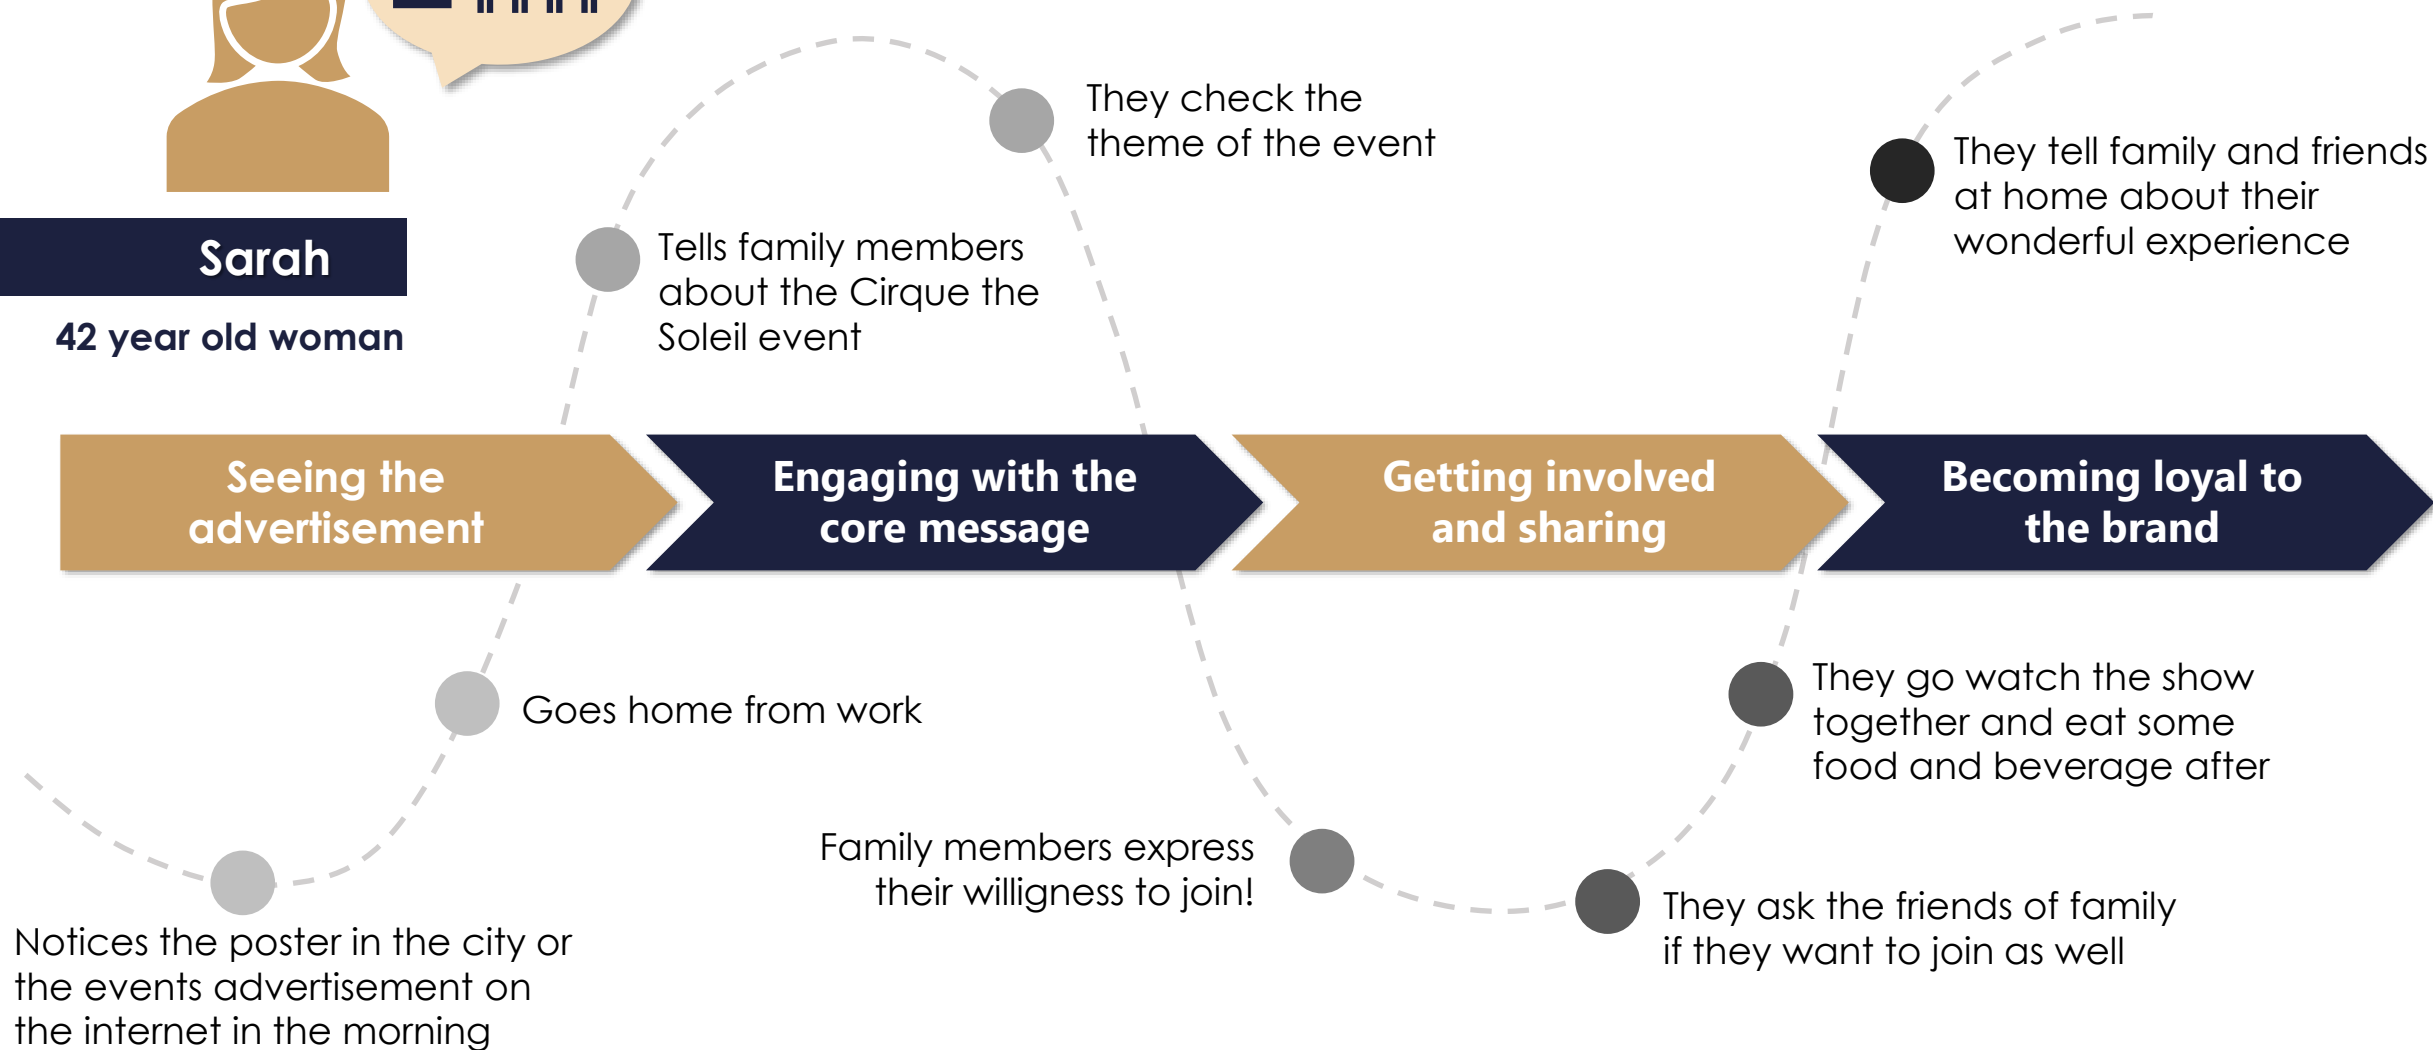 Sarah
42 year old woman
They check the
theme of the event
They tell family and friends
at home about their
wonderful experience
Tells family members
about the Cirque the
Soleil event
Seeing the
advertisement
Engaging with the
core message
Getting involved
and sharing
Becoming loyal to
the brand
Goes home from work
They go watch the show
together and eat some
food and beverage after
Family members express
their willigness to join!
They ask the friends of family
if they want to join as well
Notices the poster in the city or
the events advertisement on
the internet in the morning